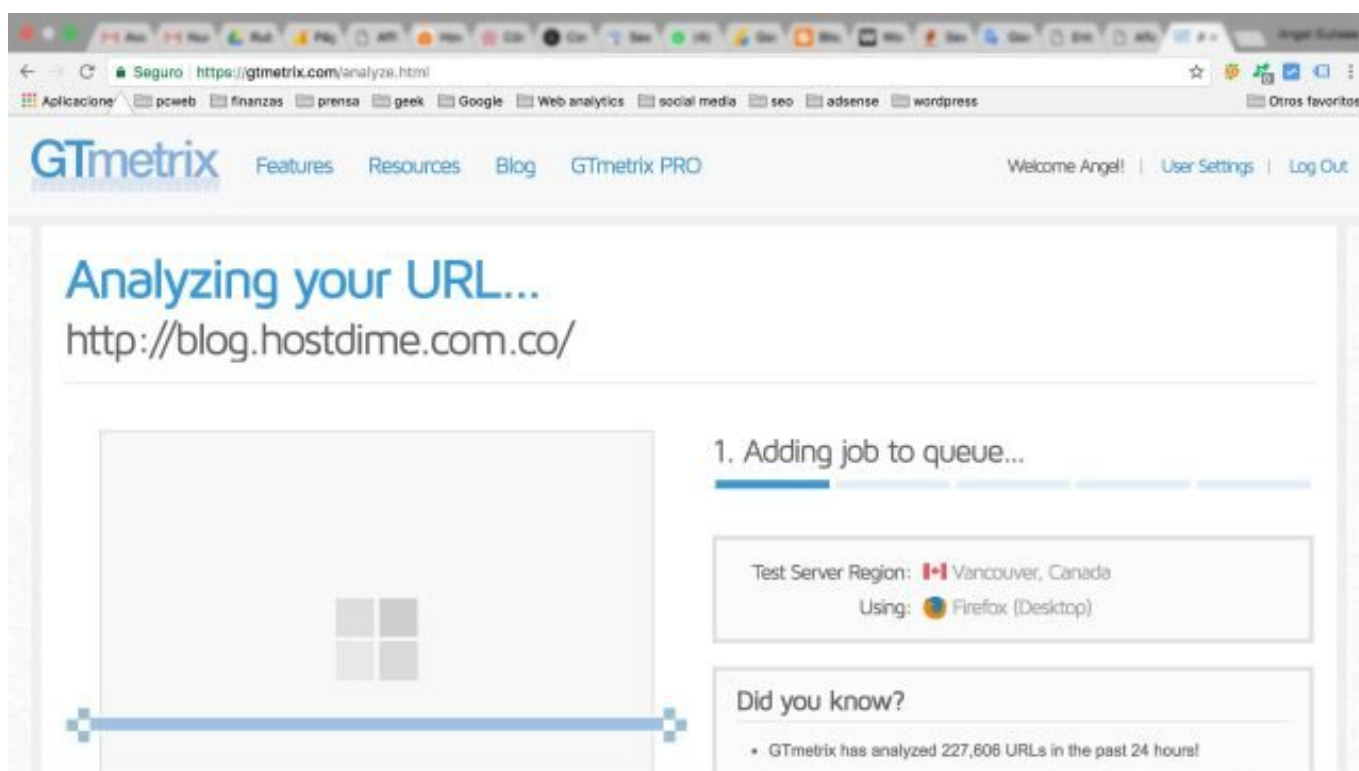 Seguro https://gtmetrix.com/analyze.html
Aplicacione pcweb finanzas prensa geek Google Web analytics social media seo adsense wordpress Otros favoritos
GTmetrix Features Resources Blog GTmetrix PRO Welcome Angel! | User Settings | Log Out
Analyzing your URL...
http://blog.hostdime.com.co/
1. Adding job to queue...
Test Server Region: Vancouver, Canada
Using: Firefox (Desktop)
Did you know?
• GTmetrix has analyzed 227,606 URLs in the past 24 hours!